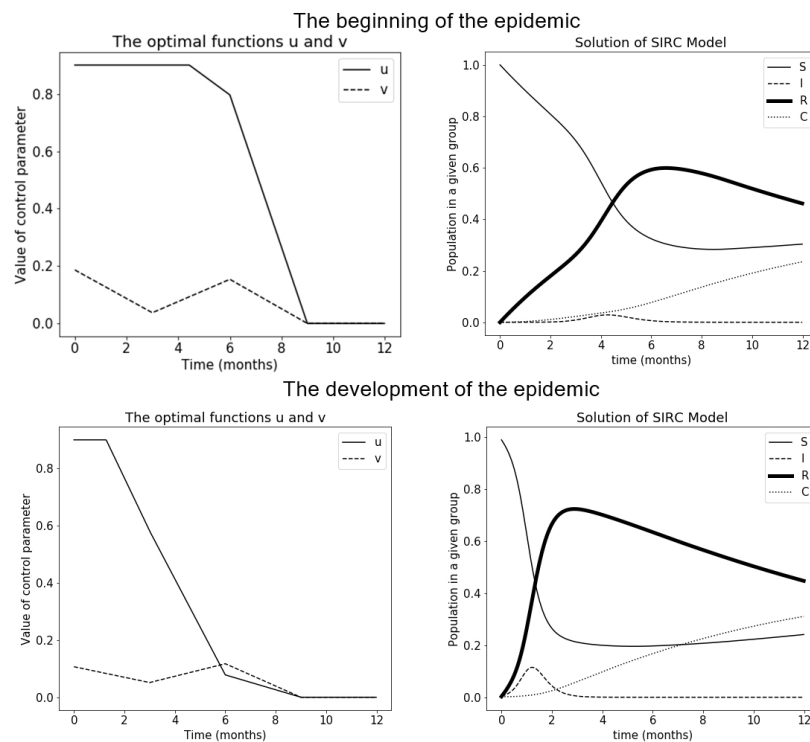 The beginning of the epidemic
The optimal functions u and v
u
v
Value of control parameter
0.8
0.6
0.4
0.2
0.0
0 2 4 6 8 10 12
Time (months)
Solution of SIRC Model
S
I
R
C
Population in a given group
1.0
0.8
0.6
0.4
0.2
0.0
0 2 4 6 8 10 12
time (months)
The development of the epidemic
The optimal functions u and v
u
v
Value of control parameter
0.8
0.6
0.4
0.2
0.0
0 2 4 6 8 10 12
Time (months)
Solution of SIRC Model
S
I
R
C
Population in a given group
1.0
0.8
0.6
0.4
0.2
0.0
0 2 4 6 8 10 12
time (months)